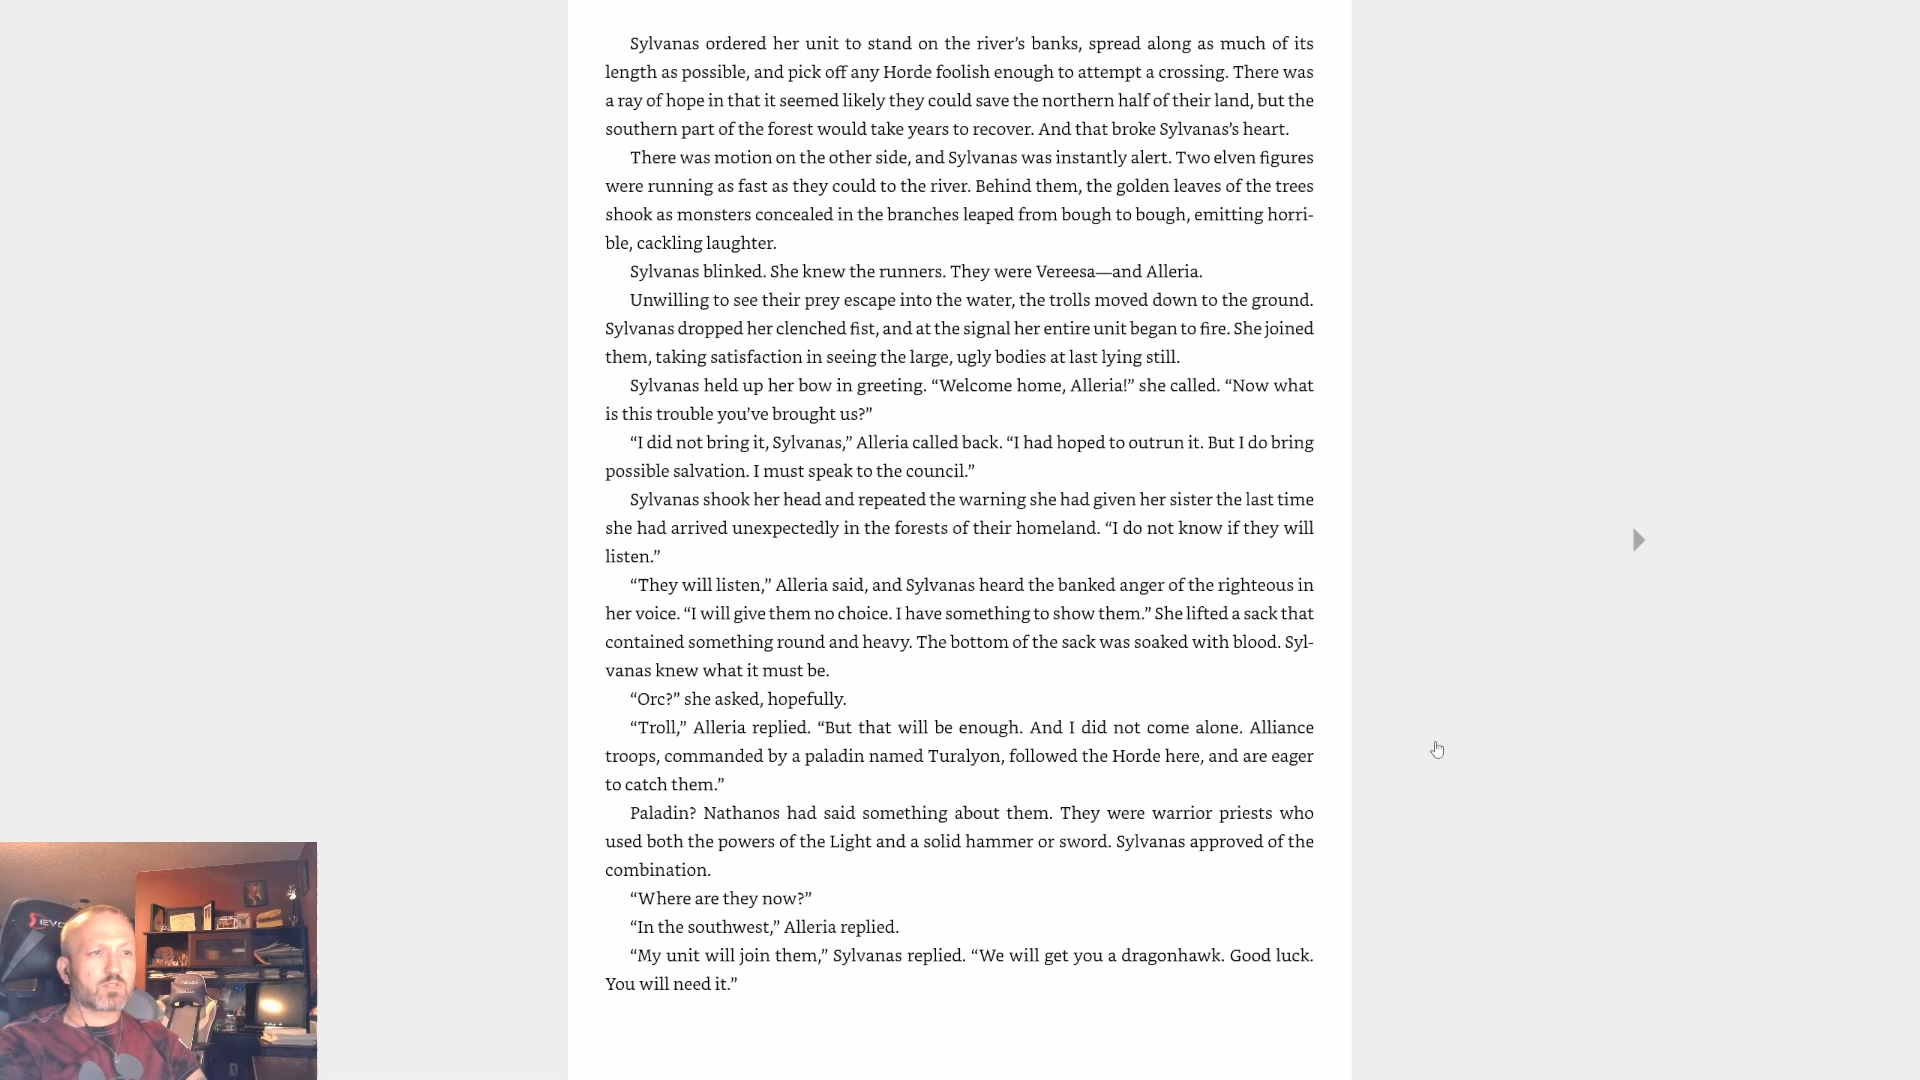 Sylvanas ordered her unit to stand on the river’s banks, spread along as much of its
length as possible, and pick off any Horde foolish enough to attempt a crossing. There was
a ray of hope in that it seemed likely they could save the northern half of their land, but the
southern part of the forest would take years to recover. And that broke Sylvanas’s heart.
There was motion on the other side, and Sylvanas was instantly alert. Two elven figures
were running as fast as they could to the river. Behind them, the golden leaves of the trees
shook as monsters concealed in the branches leaped from bough to bough, emitting horri-
ble, cackling laughter.
Sylvanas blinked. She knew the runners. They were Vereesa—and Alleria.
Unwilling to see their prey escape into the water, the trolls moved down to the ground.
Sylvanas dropped her clenched fist, and at the signal her entire unit began to fire. She joined
them, taking satisfaction in seeing the large, ugly bodies at last lying still.
Sylvanas held up her bow in greeting. “Welcome home, Alleria!” she called. “Now what
is this trouble you’ve brought us?”
“I did not bring it, Sylvanas,” Alleria called back. “I had hoped to outrun it. But I do bring
possible salvation. I must speak to the council.”
Sylvanas shook her head and repeated the warning she had given her sister the last time
she had arrived unexpectedly in the forests of their homeland. “I do not know if they will
listen.”
“They will listen,” Alleria said, and Sylvanas heard the banked anger of the righteous in
her voice. “I will give them no choice. I have something to show them.” She lifted a sack that
contained something round and heavy. The bottom of the sack was soaked with blood. Syl-
vanas knew what it must be.
“Orc?” she asked, hopefully.
“Troll,” Alleria replied. “But that will be enough. And I did not come alone. Alliance
troops, commanded by a paladin named Turalyon, followed the Horde here, and are eager
to catch them.”
Paladin? Nathanos had said something about them. They were warrior priests who
used both the powers of the Light and a solid hammer or sword. Sylvanas approved of the
combination.
“Where are they now?”
“In the southwest,” Alleria replied.
“My unit will join them,” Sylvanas replied. “We will get you a dragonhawk. Good luck.
You will need it.”